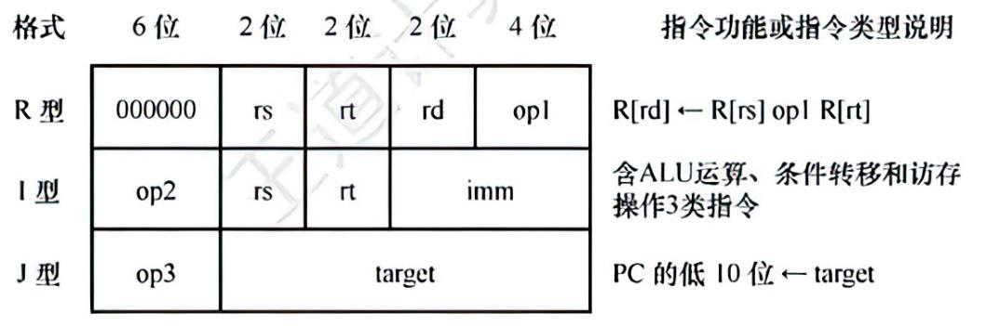 格式 6 位 2 位 2 位 2 位 4 位 指令功能或指令类型说明
R 型 000000 rs rt rd op1 R[rd] ← R[rs] op1 R[rt]
I 型 op2 rs rt imm 含ALU运算、条件转移和访存
操作3类指令
J 型 op3 target PC 的低 10 位 ← target